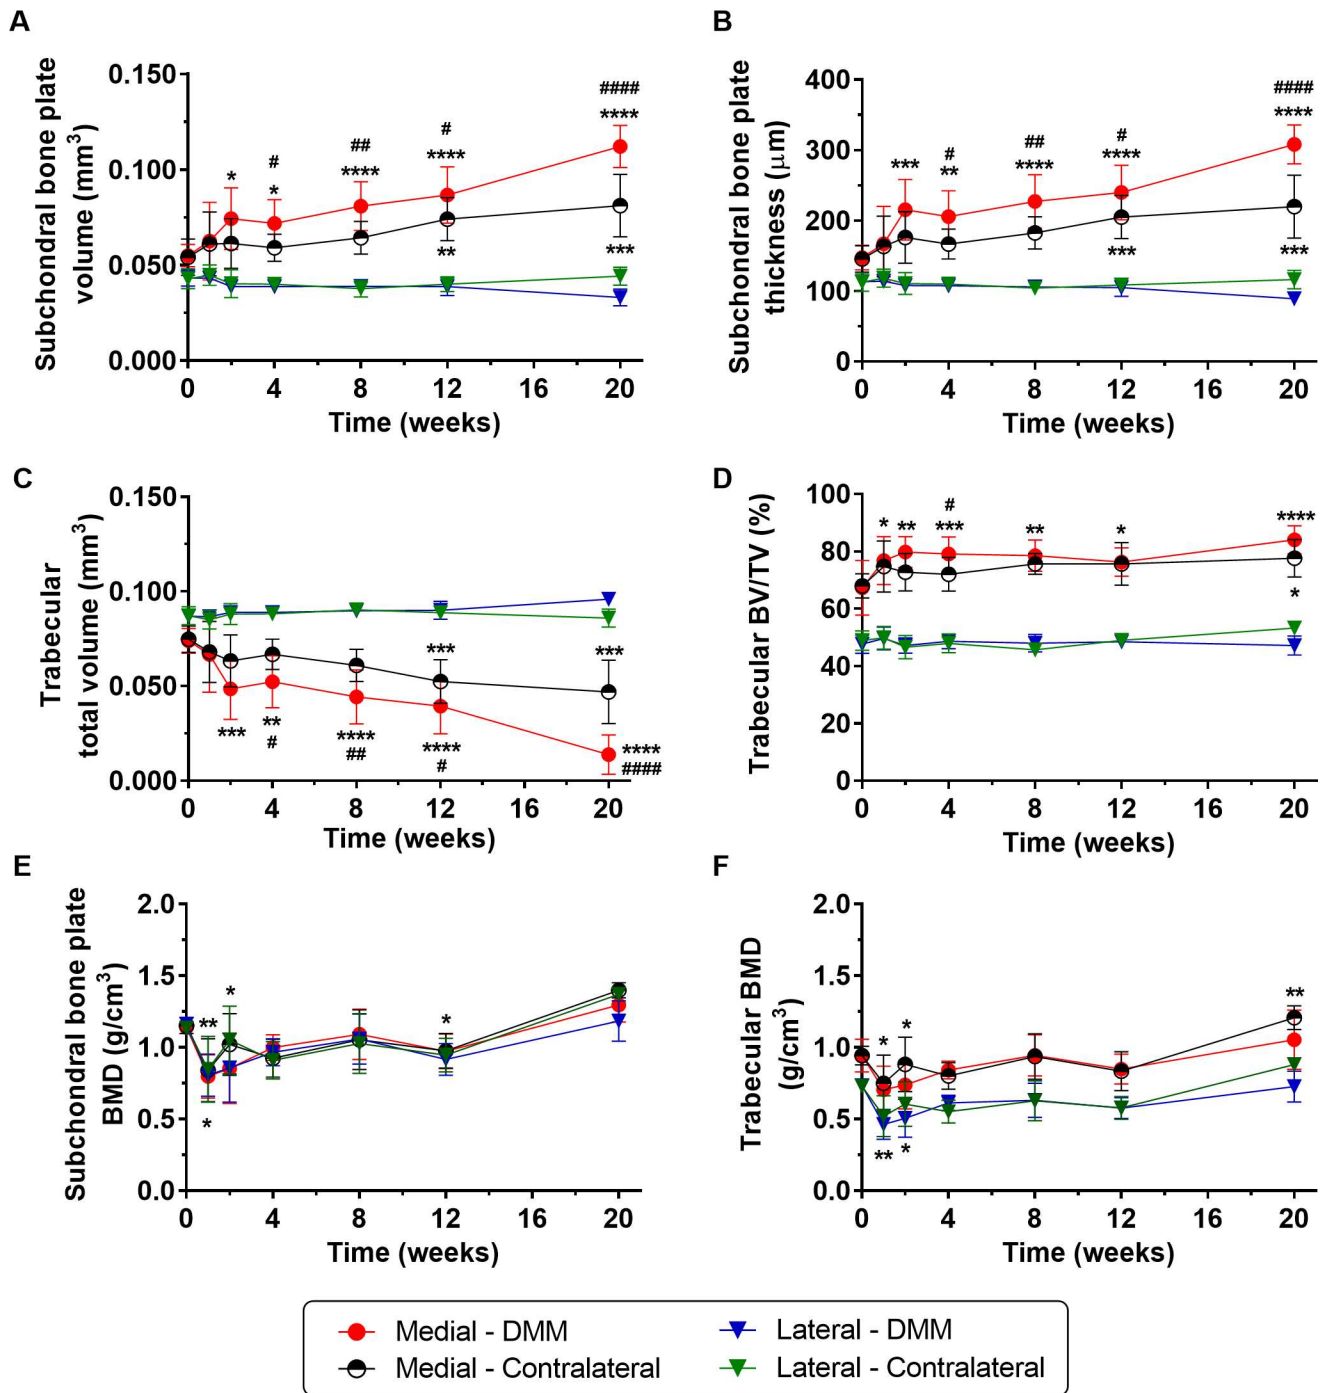 A
Subchondral bone plate
volume (mm³)
0.150
0.100
0.050
0.000
0 4 8 12 16 20
Time (weeks)
* # * ## **** # **** ** #### **** ***
B
Subchondral bone plate
thickness (μm)
400
300
200
100
0
0 4 8 12 16 20
Time (weeks)
*** # ** ## **** # **** *** #### **** ***
C
Trabecular
total volume (mm³)
0.150
0.100
0.050
0.000
0 4 8 12 16 20
Time (weeks)
*** ** # **** ## *** **** # *** **** ####
D
Trabecular BV/TV (%)
100
80
60
40
20
0
0 4 8 12 16 20
Time (weeks)
* ** # *** ** * **** *
E
Subchondral bone plate
BMD (g/cm³)
2.0
1.5
1.0
0.5
0.0
0 4 8 12 16 20
Time (weeks)
** * * *
F
Trabecular BMD
(g/cm³)
2.0
1.5
1.0
0.5
0.0
0 4 8 12 16 20
Time (weeks)
* ** * * **
Medial - DMM
Lateral - DMM
Medial - Contralateral
Lateral - Contralateral